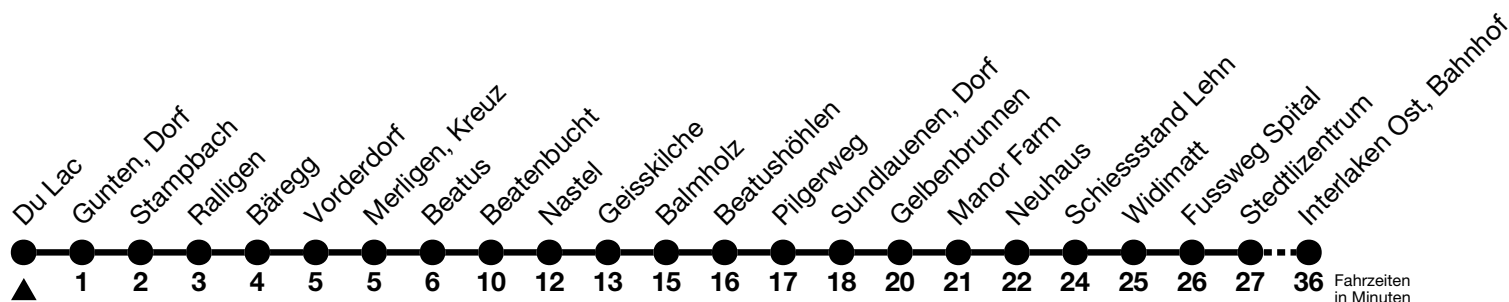 Du Lac
Gunten, Dorf
Stampbach
Ralligen
Bäregg
Vorderdorf
Merligen, Kreuz
Beatus
Beatenbucht
Nastel
Geisskilche
Balmholz
Beatushöhlen
Pilgerweg
Sundlauenen, Dorf
Gelbenbrunnen
Manor Farm
Neuhaus
Schiessstand Lehn
Widimatt
Fussweg Spital
Stedtlizentrum
Interlaken Ost, Bahnhof
1 2 3 4 5 5 6 10 12 13 15 16 17 18 20 21 22 24 25 26 27 36
Fahrzeiten
in Minuten